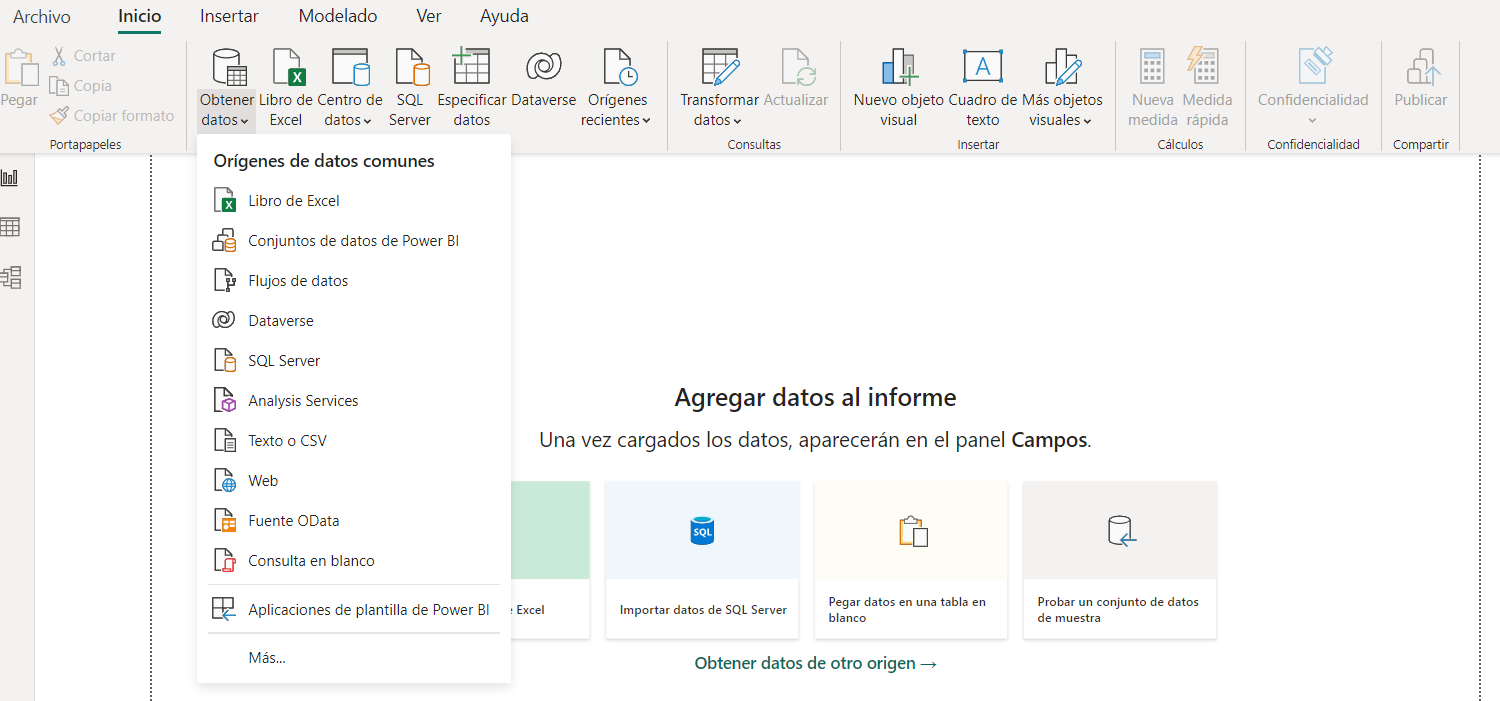 Archivo
Inicio
Insertar
Modelado
Ver
Ayuda
Pegar
Cortar
Copia
Copiar formato
Portapapeles
Obtener
datos
Libro de
Excel
Centro de
datos
SQL
Server
Especificar
datos
Dataverse
Orígenes
recientes
Transformar
datos
Actualizar
Consultas
Nuevo objeto
visual
Cuadro de
texto
Más objetos
visuales
Insertar
Nueva
medida
Medida
rápida
Cálculos
Confidencialidad
Confidencialidad
Publicar
Compartir
Orígenes de datos comunes
Libro de Excel
Conjuntos de datos de Power BI
Flujos de datos
Dataverse
SQL Server
Analysis Services
Texto o CSV
Web
Fuente OData
Consulta en blanco
Aplicaciones de plantilla de Power BI
Más...
Agregar datos al informe
Una vez cargados los datos, aparecerán en el panel Campos.
Excel
SQL
Importar datos de SQL Server
A
Pegar datos en una tabla en
blanco
Probar un conjunto de datos
de muestra
Obtener datos de otro origen →